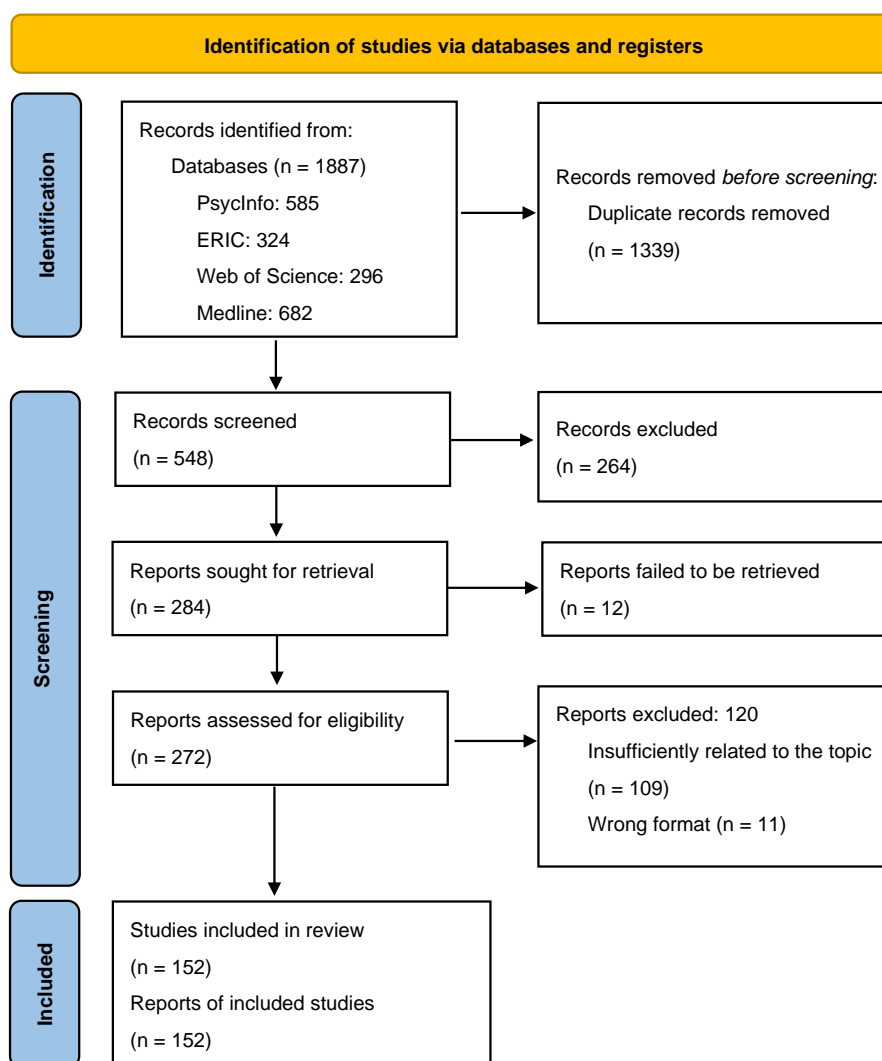 Identification of studies via databases and registers
Identification
Records identified from:
Databases (n = 1887)
PsycInfo: 585
ERIC: 324
Web of Science: 296
Medline: 682
Records removed before screening:
Duplicate records removed
(n = 1339)
Screening
Records screened
(n = 548)
Records excluded
(n = 264)
Reports sought for retrieval
(n = 284)
Reports failed to be retrieved
(n = 12)
Reports assessed for eligibility
(n = 272)
Reports excluded: 120
Insufficiently related to the topic
(n = 109)
Wrong format (n = 11)
Included
Studies included in review
(n = 152)
Reports of included studies
(n = 152)